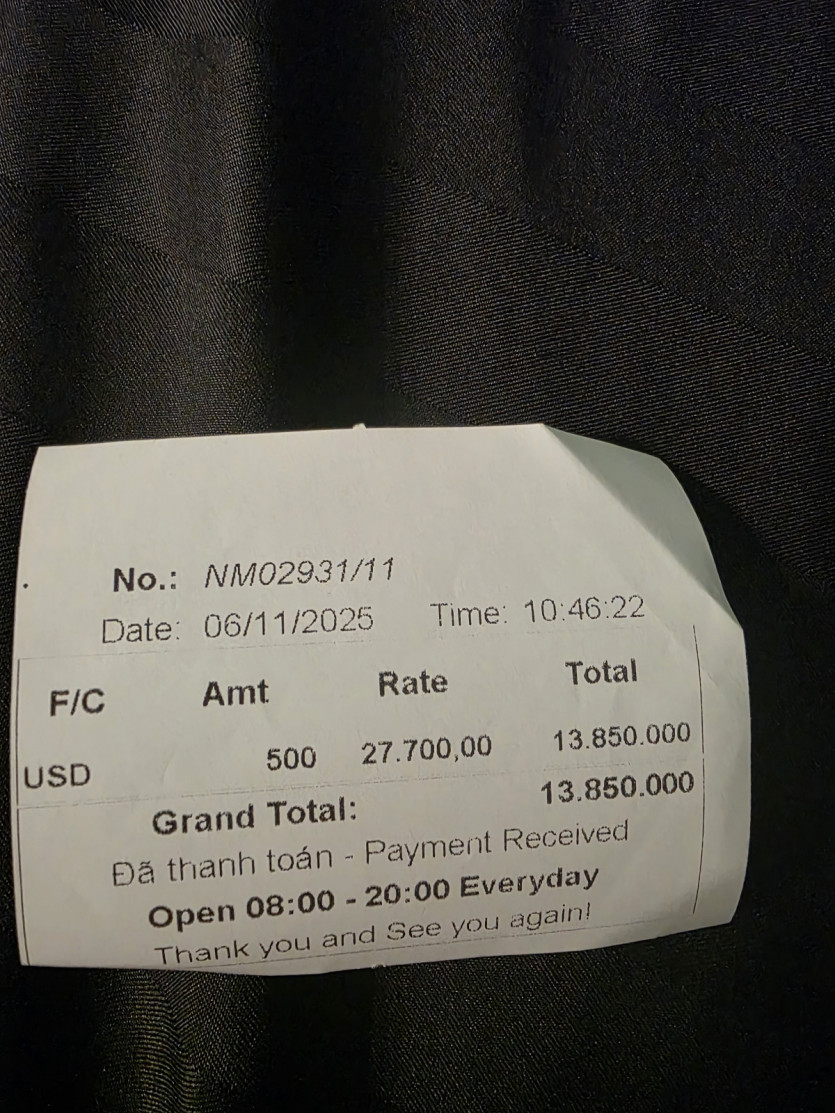 No.: NM02931/11
Date: 06/11/2025 Time: 10:46:22
F/C Amt Rate Total
USD 500 27.700,00 13.850.000
Grand Total: 13.850.000
Đã thanh toán - Payment Received
Open 08:00 - 20:00 Everyday
Thank you and See you again!